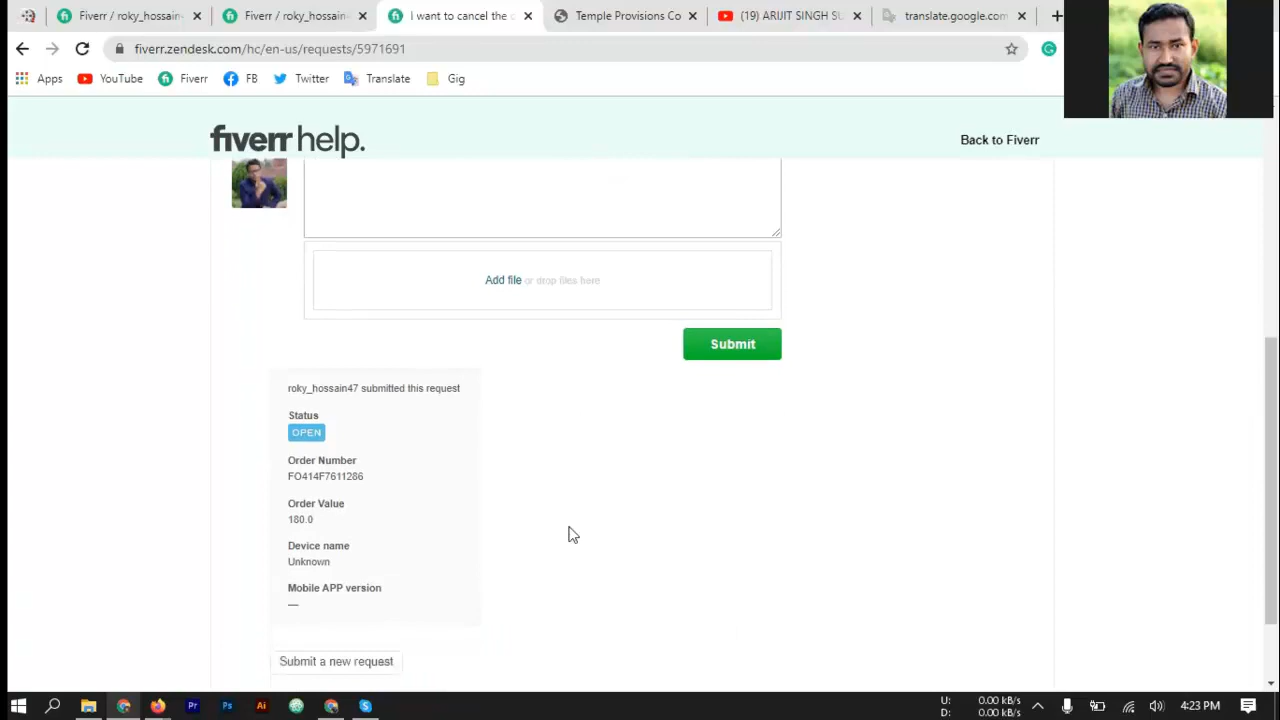 Fiverr / roky_hossain
Fiverr / roky_hossain
I want to cancel the o
Temple Provisions Co
(19) ARIJIT SINGH S
translate.google.com
fiverr.zendesk.com/hc/en-us/requests/5971691
Apps
YouTube
Fiverr
FB
Twitter
Translate
Gig
fiverr help.
Back to Fiverr
Add file or drop files here
Submit
roky_hossain47 submitted this request
Status
OPEN
Order Number
FO414F7611286
Order Value
180.0
Device name
Unknown
Mobile APP version
—
Submit a new request
Pr
Ps
Ai
U: 0.00 kB/s
D: 0.00 kB/s
4:23 PM